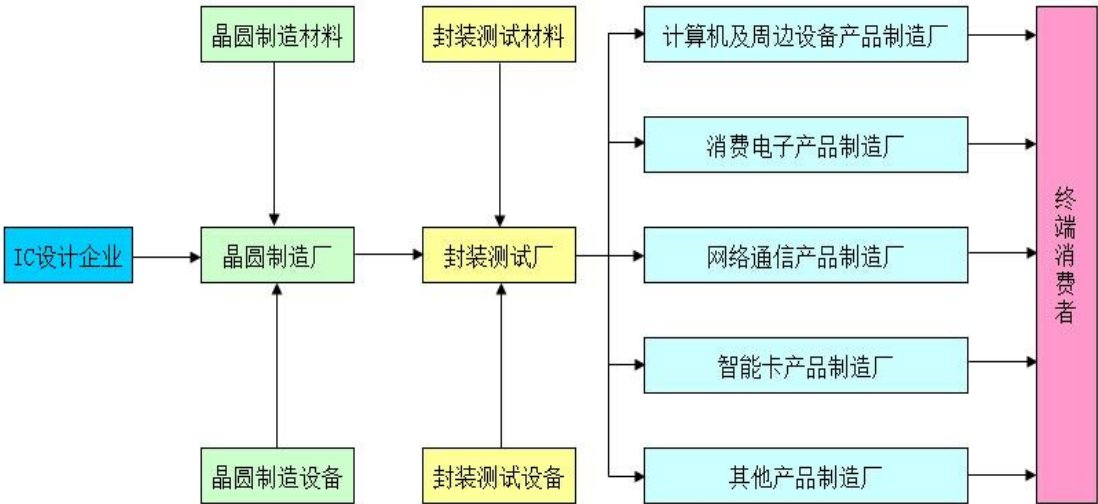 晶圆制造材料
封装测试材料
计算机及周边设备产品制造厂
消费电子产品制造厂
IC设计企业
晶圆制造厂
封装测试厂
网络通信产品制造厂
终端消费者
智能卡产品制造厂
晶圆制造设备
封装测试设备
其他产品制造厂